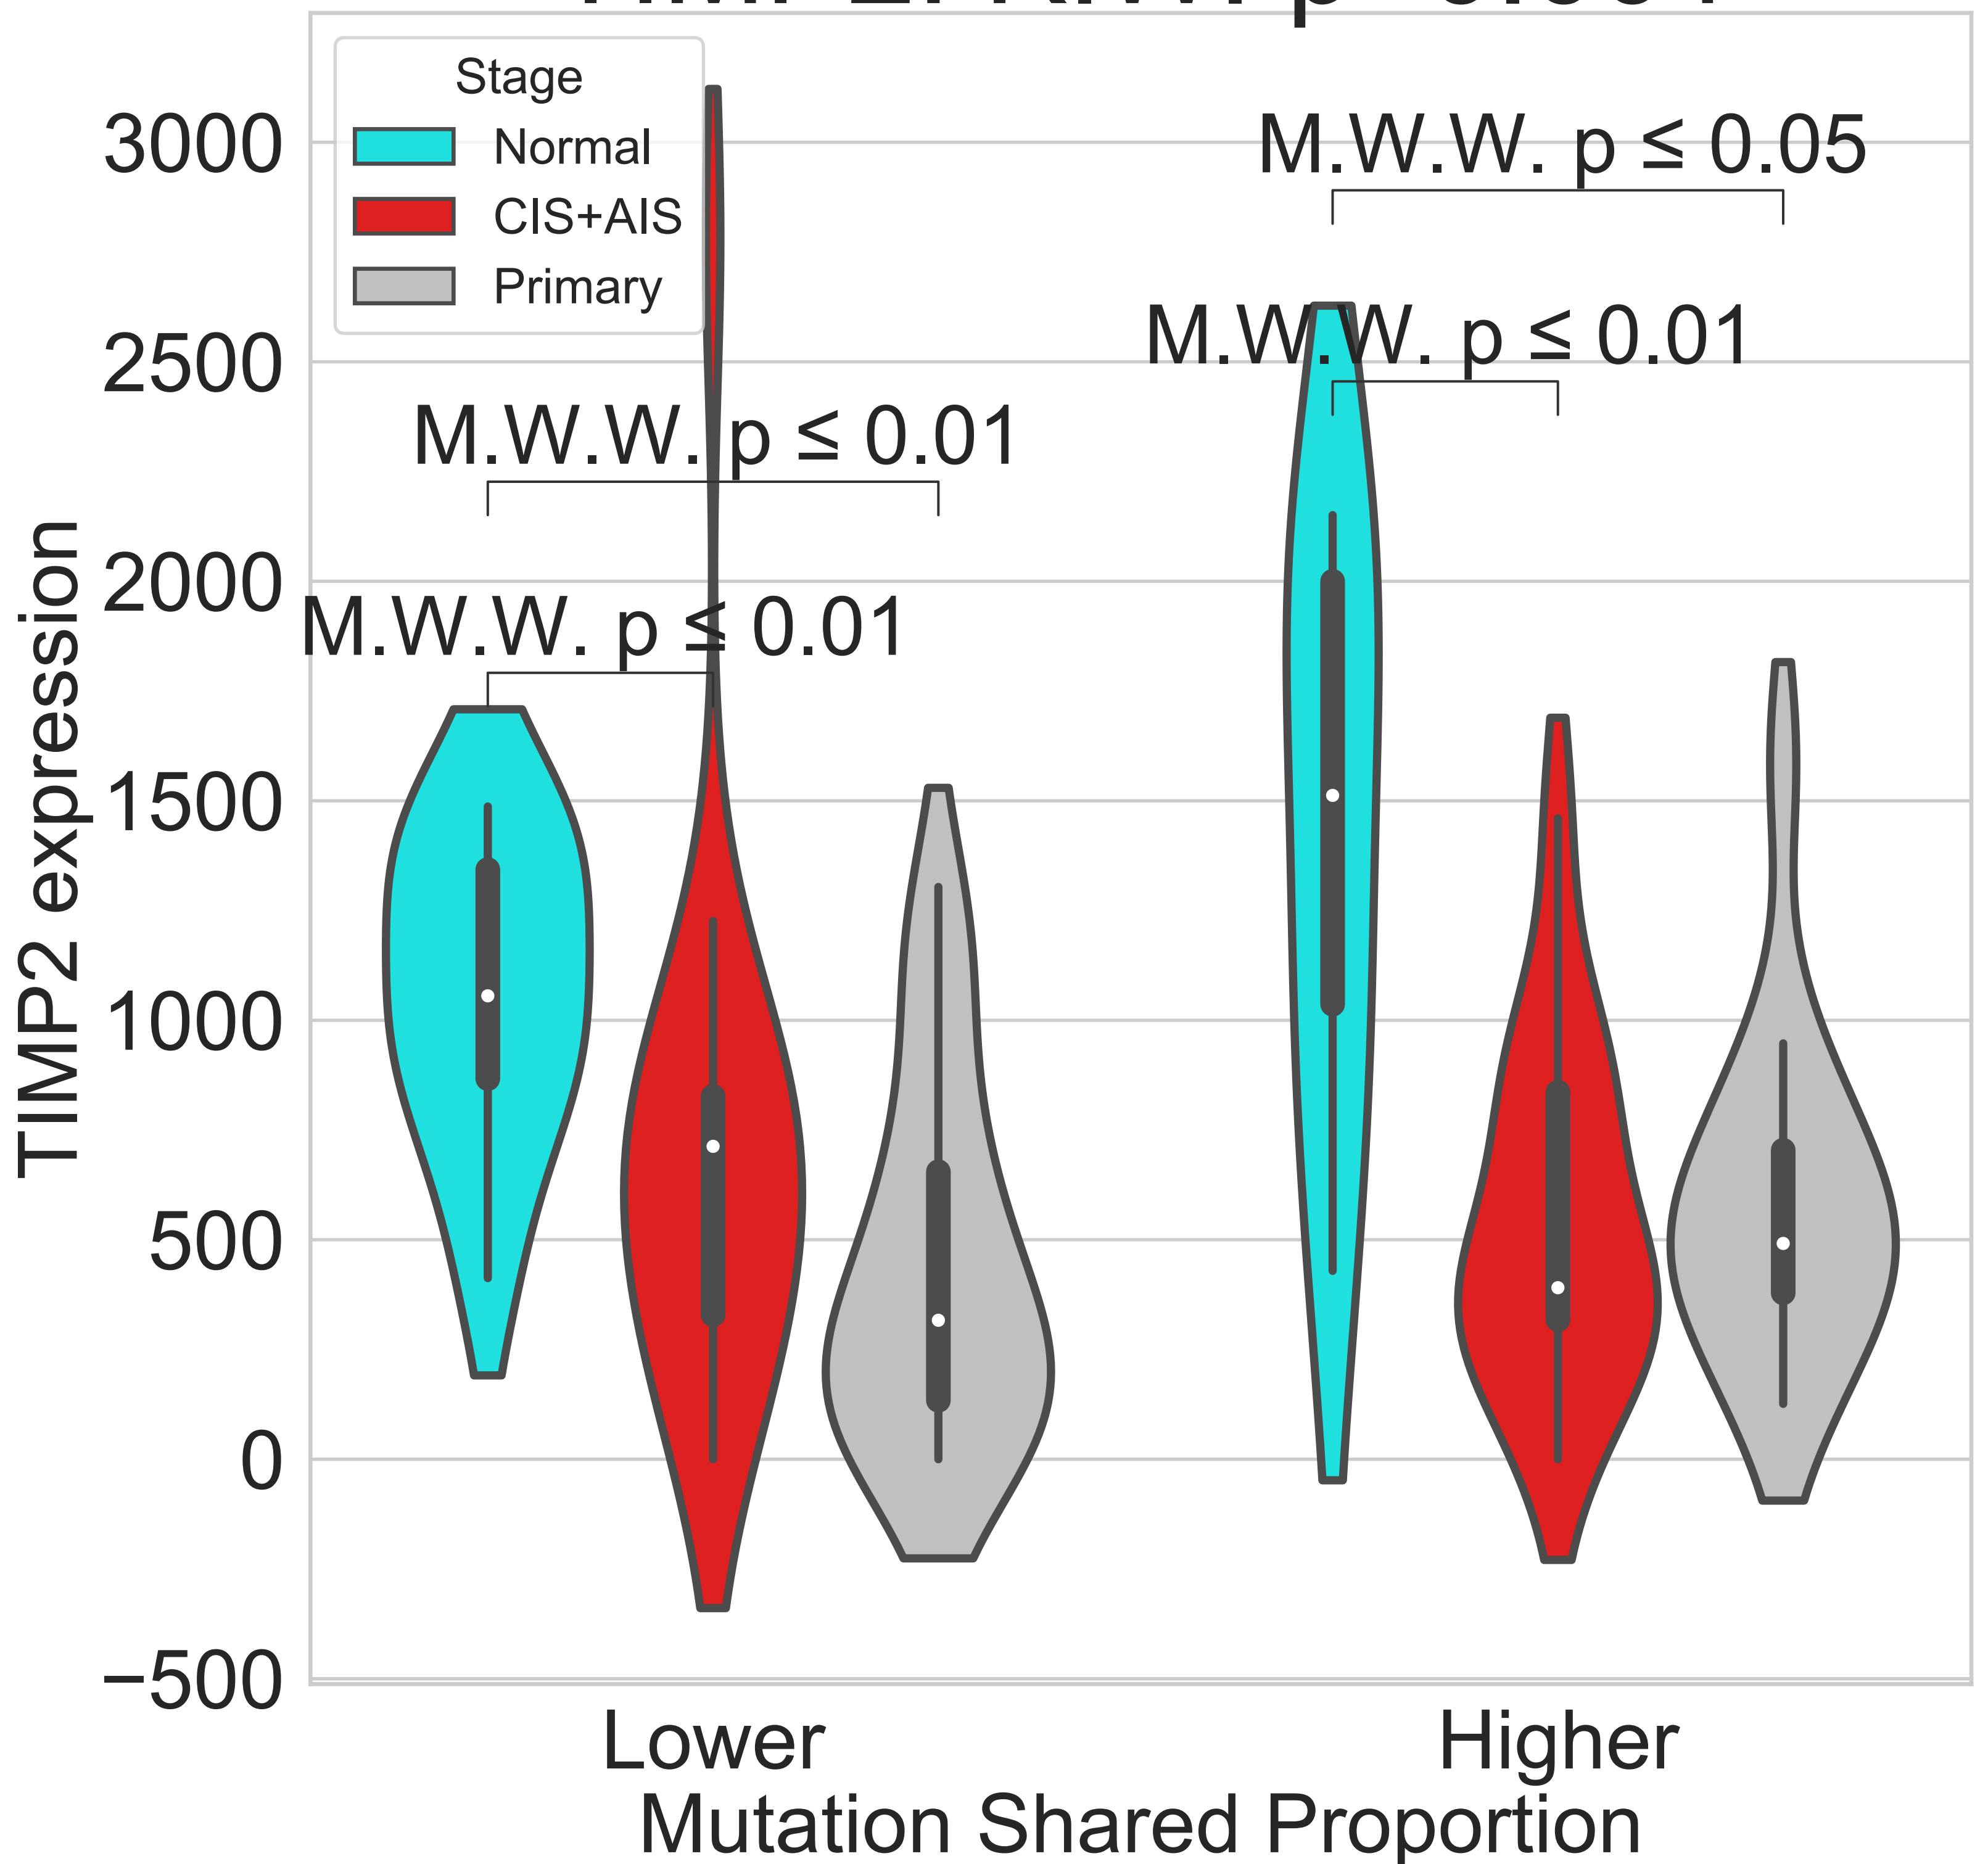 Stage
Normal
CIS+AIS
Primary
3000
2500
2000
1500
1000
500
0
−500
TIMP2 expression
M.W.W. p ≤ 0.05
M.W.W. p ≤ 0.01
M.W.W. p ≤ 0.01
M.W.W. p ≤ 0.01
Lower
Higher
Mutation Shared Proportion